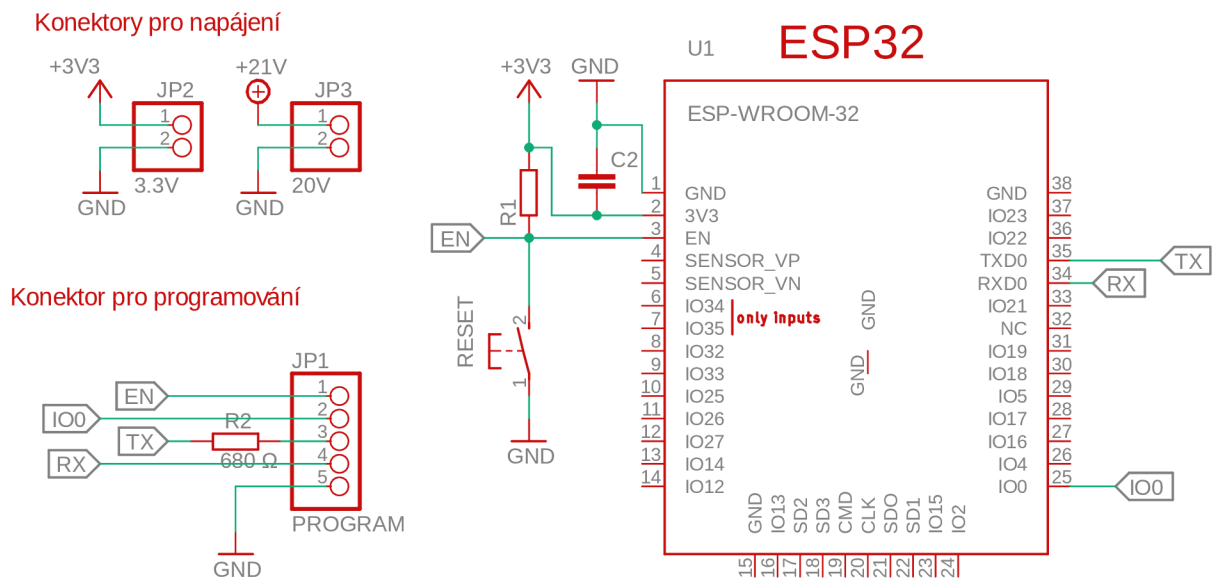 Konektory pro napájení
+3V3
JP2
1
2
3.3V
GND
+21V
JP3
1
2
20V
GND
Konektor pro programování
JP1
EN
1
IO0
2
TX
R2
680 Ω
3
RX
4
5
PROGRAM
GND
+3V3
GND
C2
R1
EN
RESET
2
1
GND
U1
ESP32
ESP-WROOM-32
1 GND
2 3V3
3 EN
4 SENSOR_VP
5 SENSOR_VN
6 IO34
7 IO35
only inputs
8 IO32
9 IO33
10 IO25
11 IO26
12 IO27
13 IO14
14 IO12
GND
GND
15 GND
16 IO13
17 SD2
18 SD3
19 CMD
20 CLK
21 SDO
22 SD1
23 IO15
24 IO2
GND 38
IO23 37
IO22 36
TXD0 35
TX
RXD0 34
RX
IO21 33
NC 32
IO19 31
IO18 30
IO5 29
IO17 28
IO16 27
IO4 26
IO0 25
IO0